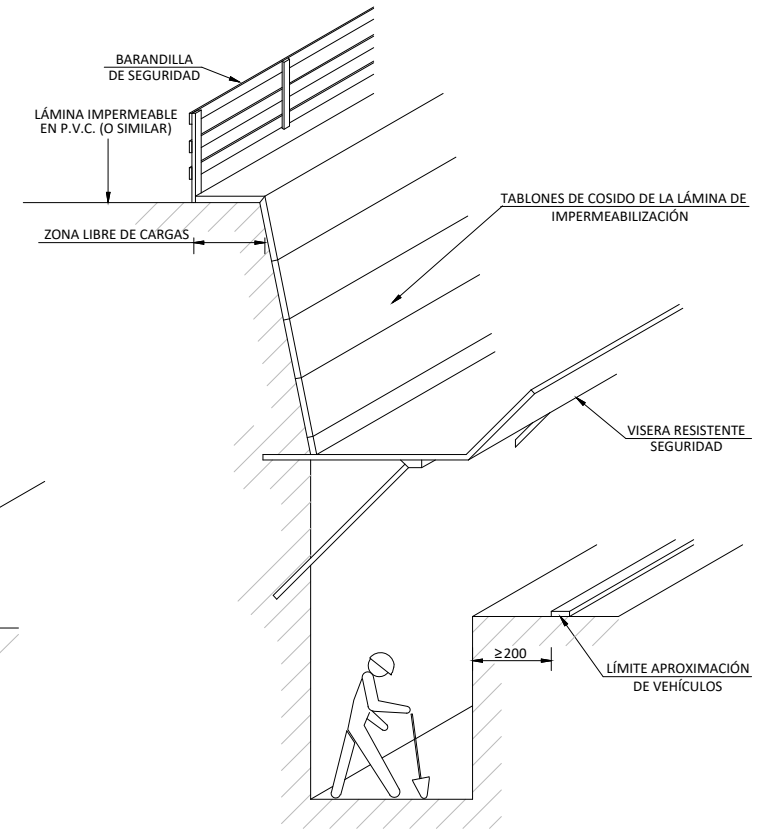 BARANDILLA
DE SEGURIDAD
LÁMINA IMPERMEABLE
EN P.V.C. (O SIMILAR)
ZONA LIBRE DE CARGAS
TABLONES DE COSIDO DE LA LÁMINA DE
IMPERMEABILIZACIÓN
VISERA RESISTENTE
SEGURIDAD
≥200
LÍMITE APROXIMACIÓN
DE VEHÍCULOS